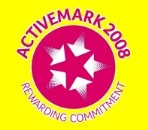 ACTIVEMARK 2008
REWARDING COMMITMENT